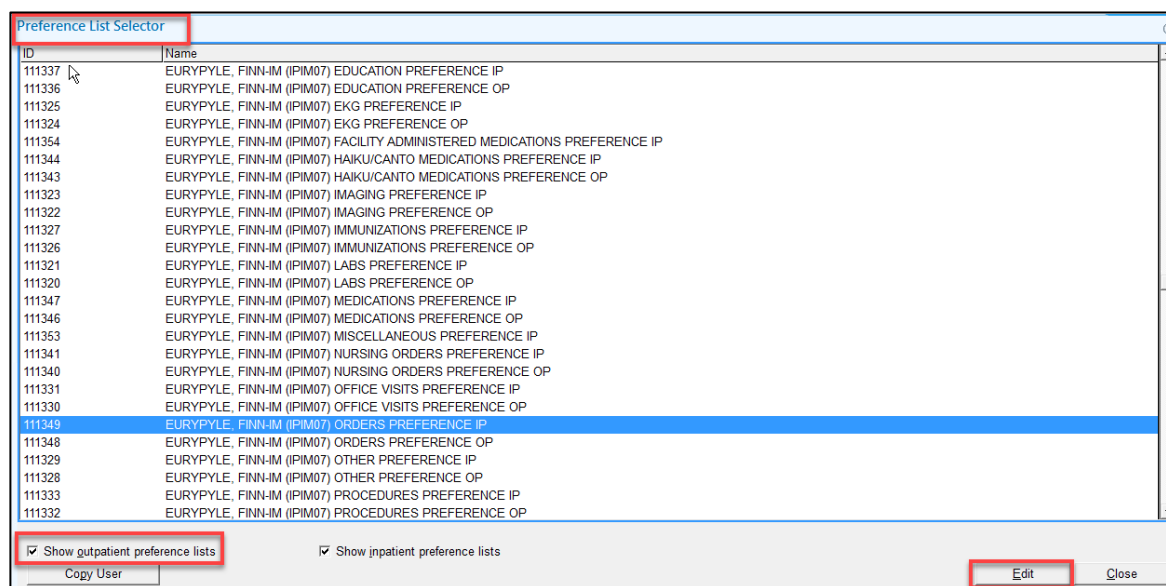 Preference List Selector
ID Name
111337 EURYPYLE, FINN-IM (IPIM07) EDUCATION PREFERENCE IP
111336 EURYPYLE, FINN-IM (IPIM07) EDUCATION PREFERENCE OP
111325 EURYPYLE, FINN-IM (IPIM07) EKG PREFERENCE IP
111324 EURYPYLE, FINN-IM (IPIM07) EKG PREFERENCE OP
111354 EURYPYLE, FINN-IM (IPIM07) FACILITY ADMINISTERED MEDICATIONS PREFERENCE IP
111344 EURYPYLE, FINN-IM (IPIM07) HAIKU/CANTO MEDICATIONS PREFERENCE IP
111343 EURYPYLE, FINN-IM (IPIM07) HAIKU/CANTO MEDICATIONS PREFERENCE OP
111323 EURYPYLE, FINN-IM (IPIM07) IMAGING PREFERENCE IP
111322 EURYPYLE, FINN-IM (IPIM07) IMAGING PREFERENCE OP
111327 EURYPYLE, FINN-IM (IPIM07) IMMUNIZATIONS PREFERENCE IP
111326 EURYPYLE, FINN-IM (IPIM07) IMMUNIZATIONS PREFERENCE OP
111321 EURYPYLE, FINN-IM (IPIM07) LABS PREFERENCE IP
111320 EURYPYLE, FINN-IM (IPIM07) LABS PREFERENCE OP
111347 EURYPYLE, FINN-IM (IPIM07) MEDICATIONS PREFERENCE IP
111346 EURYPYLE, FINN-IM (IPIM07) MEDICATIONS PREFERENCE OP
111353 EURYPYLE, FINN-IM (IPIM07) MISCELLANEOUS PREFERENCE IP
111341 EURYPYLE, FINN-IM (IPIM07) NURSING ORDERS PREFERENCE IP
111340 EURYPYLE, FINN-IM (IPIM07) NURSING ORDERS PREFERENCE OP
111331 EURYPYLE, FINN-IM (IPIM07) OFFICE VISITS PREFERENCE IP
111330 EURYPYLE, FINN-IM (IPIM07) OFFICE VISITS PREFERENCE OP
111349 EURYPYLE, FINN-IM (IPIM07) ORDERS PREFERENCE IP
111348 EURYPYLE, FINN-IM (IPIM07) ORDERS PREFERENCE OP
111329 EURYPYLE, FINN-IM (IPIM07) OTHER PREFERENCE IP
111328 EURYPYLE, FINN-IM (IPIM07) OTHER PREFERENCE OP
111333 EURYPYLE, FINN-IM (IPIM07) PROCEDURES PREFERENCE IP
111332 EURYPYLE, FINN-IM (IPIM07) PROCEDURES PREFERENCE OP
Show outpatient preference lists Show inpatient preference lists
Copy User Edit Close